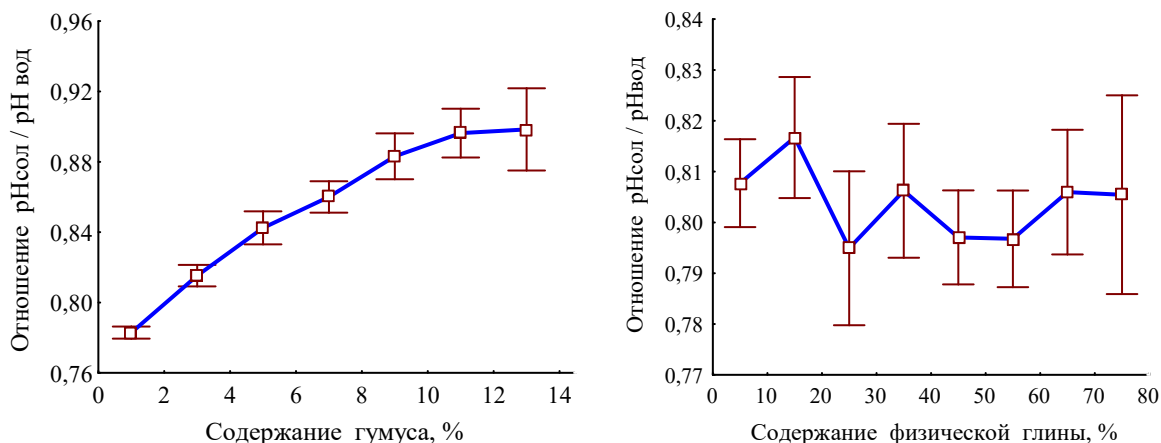 Отношение pHсол / pH вод
0,96
0,92
0,88
0,84
0,80
0,76
0 2 4 6 8 10 12 14
Содержание гумуса, %
Отношение pHсол / pHвод
0,84
0,83
0,82
0,81
0,80
0,79
0,78
0,77
0 10 20 30 40 50 60 70 80
Содержание физической глины, %